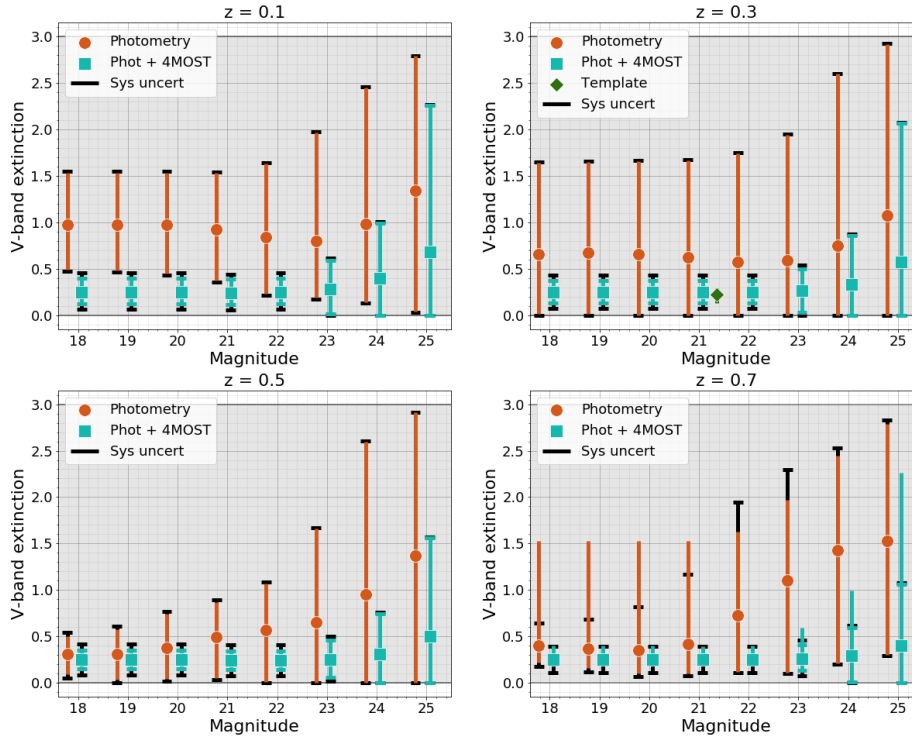 z = 0.1
3.0
2.5
2.0
1.5
1.0
0.5
0.0
V-band extinction
Photometry
Phot + 4MOST
Sys uncert
18 19 20 21 22 23 24 25
Magnitude
z = 0.3
3.0
2.5
2.0
1.5
1.0
0.5
0.0
V-band extinction
Photometry
Phot + 4MOST
Template
Sys uncert
18 19 20 21 22 23 24 25
Magnitude
z = 0.5
3.0
2.5
2.0
1.5
1.0
0.5
0.0
V-band extinction
Photometry
Phot + 4MOST
Sys uncert
18 19 20 21 22 23 24 25
Magnitude
z = 0.7
3.0
2.5
2.0
1.5
1.0
0.5
0.0
V-band extinction
Photometry
Phot + 4MOST
Sys uncert
18 19 20 21 22 23 24 25
Magnitude